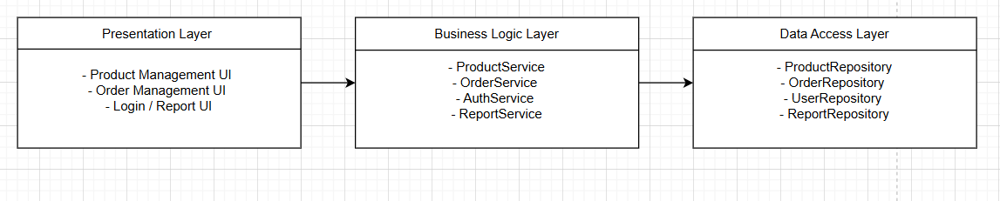 Presentation Layer
- Product Management UI
- Order Management UI
- Login / Report UI
Business Logic Layer
- ProductService
- OrderService
- AuthService
- ReportService
Data Access Layer
- ProductRepository
- OrderRepository
- UserRepository
- ReportRepository